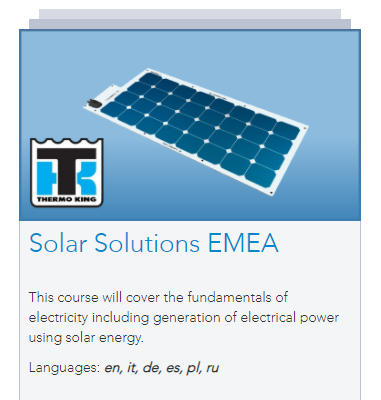 THERMO KING
Solar Solutions EMEA
This course will cover the fundamentals of
electricity including generation of electrical power
using solar energy.
Languages: en, it, de, es, pl, ru